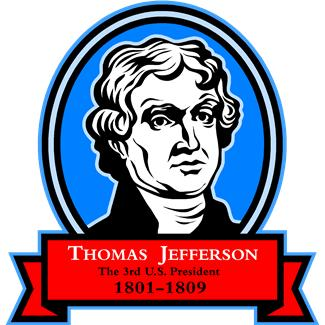 THOMAS JEFFERSON
The 3rd U.S. President
1801–1809